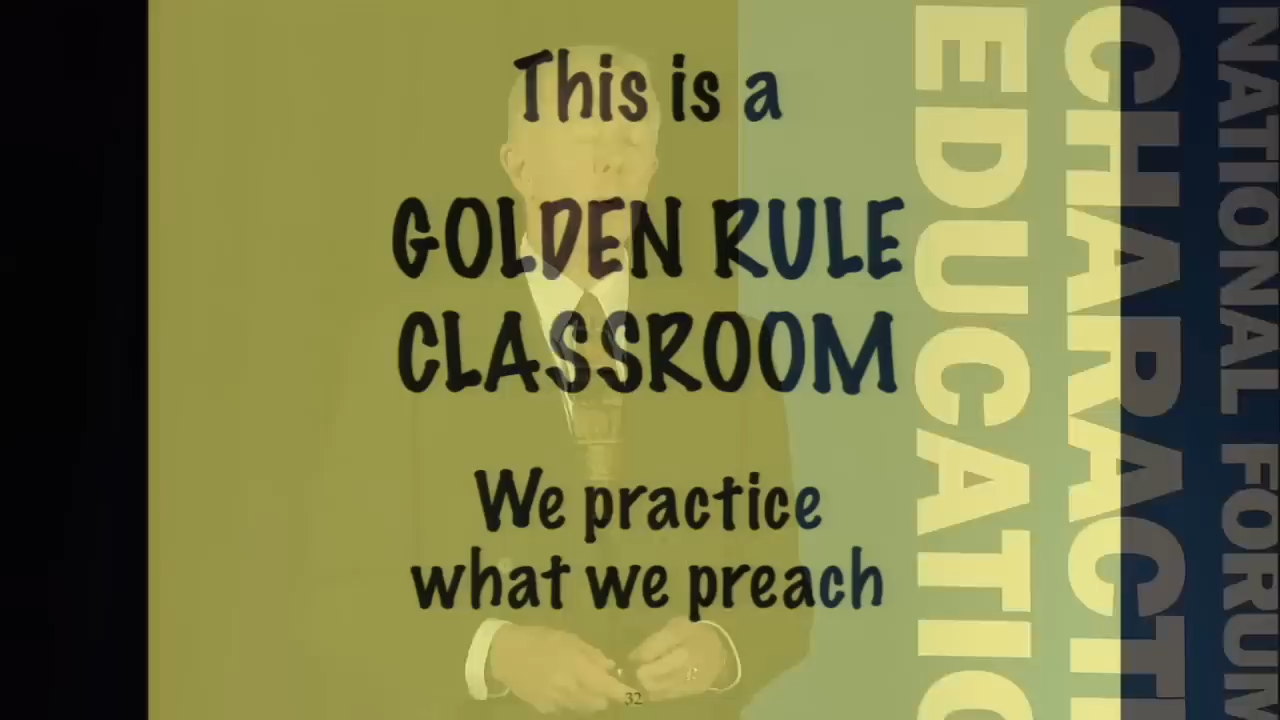 This is a
GOLDEN RULE
CLASSROOM
We practice
what we preach
32
NATIONAL FORUM
CHARACT
EDUCATIO